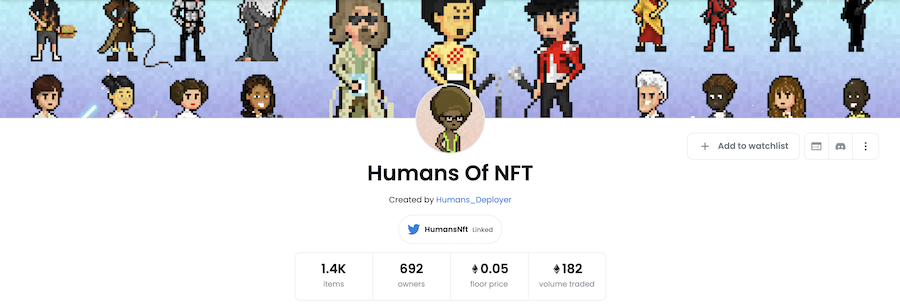 Add to watchlist
Humans Of NFT
Created by Humans_Deployer
HumansNft Linked
1.4K 692 0.05 182
items owners floor price volume traded